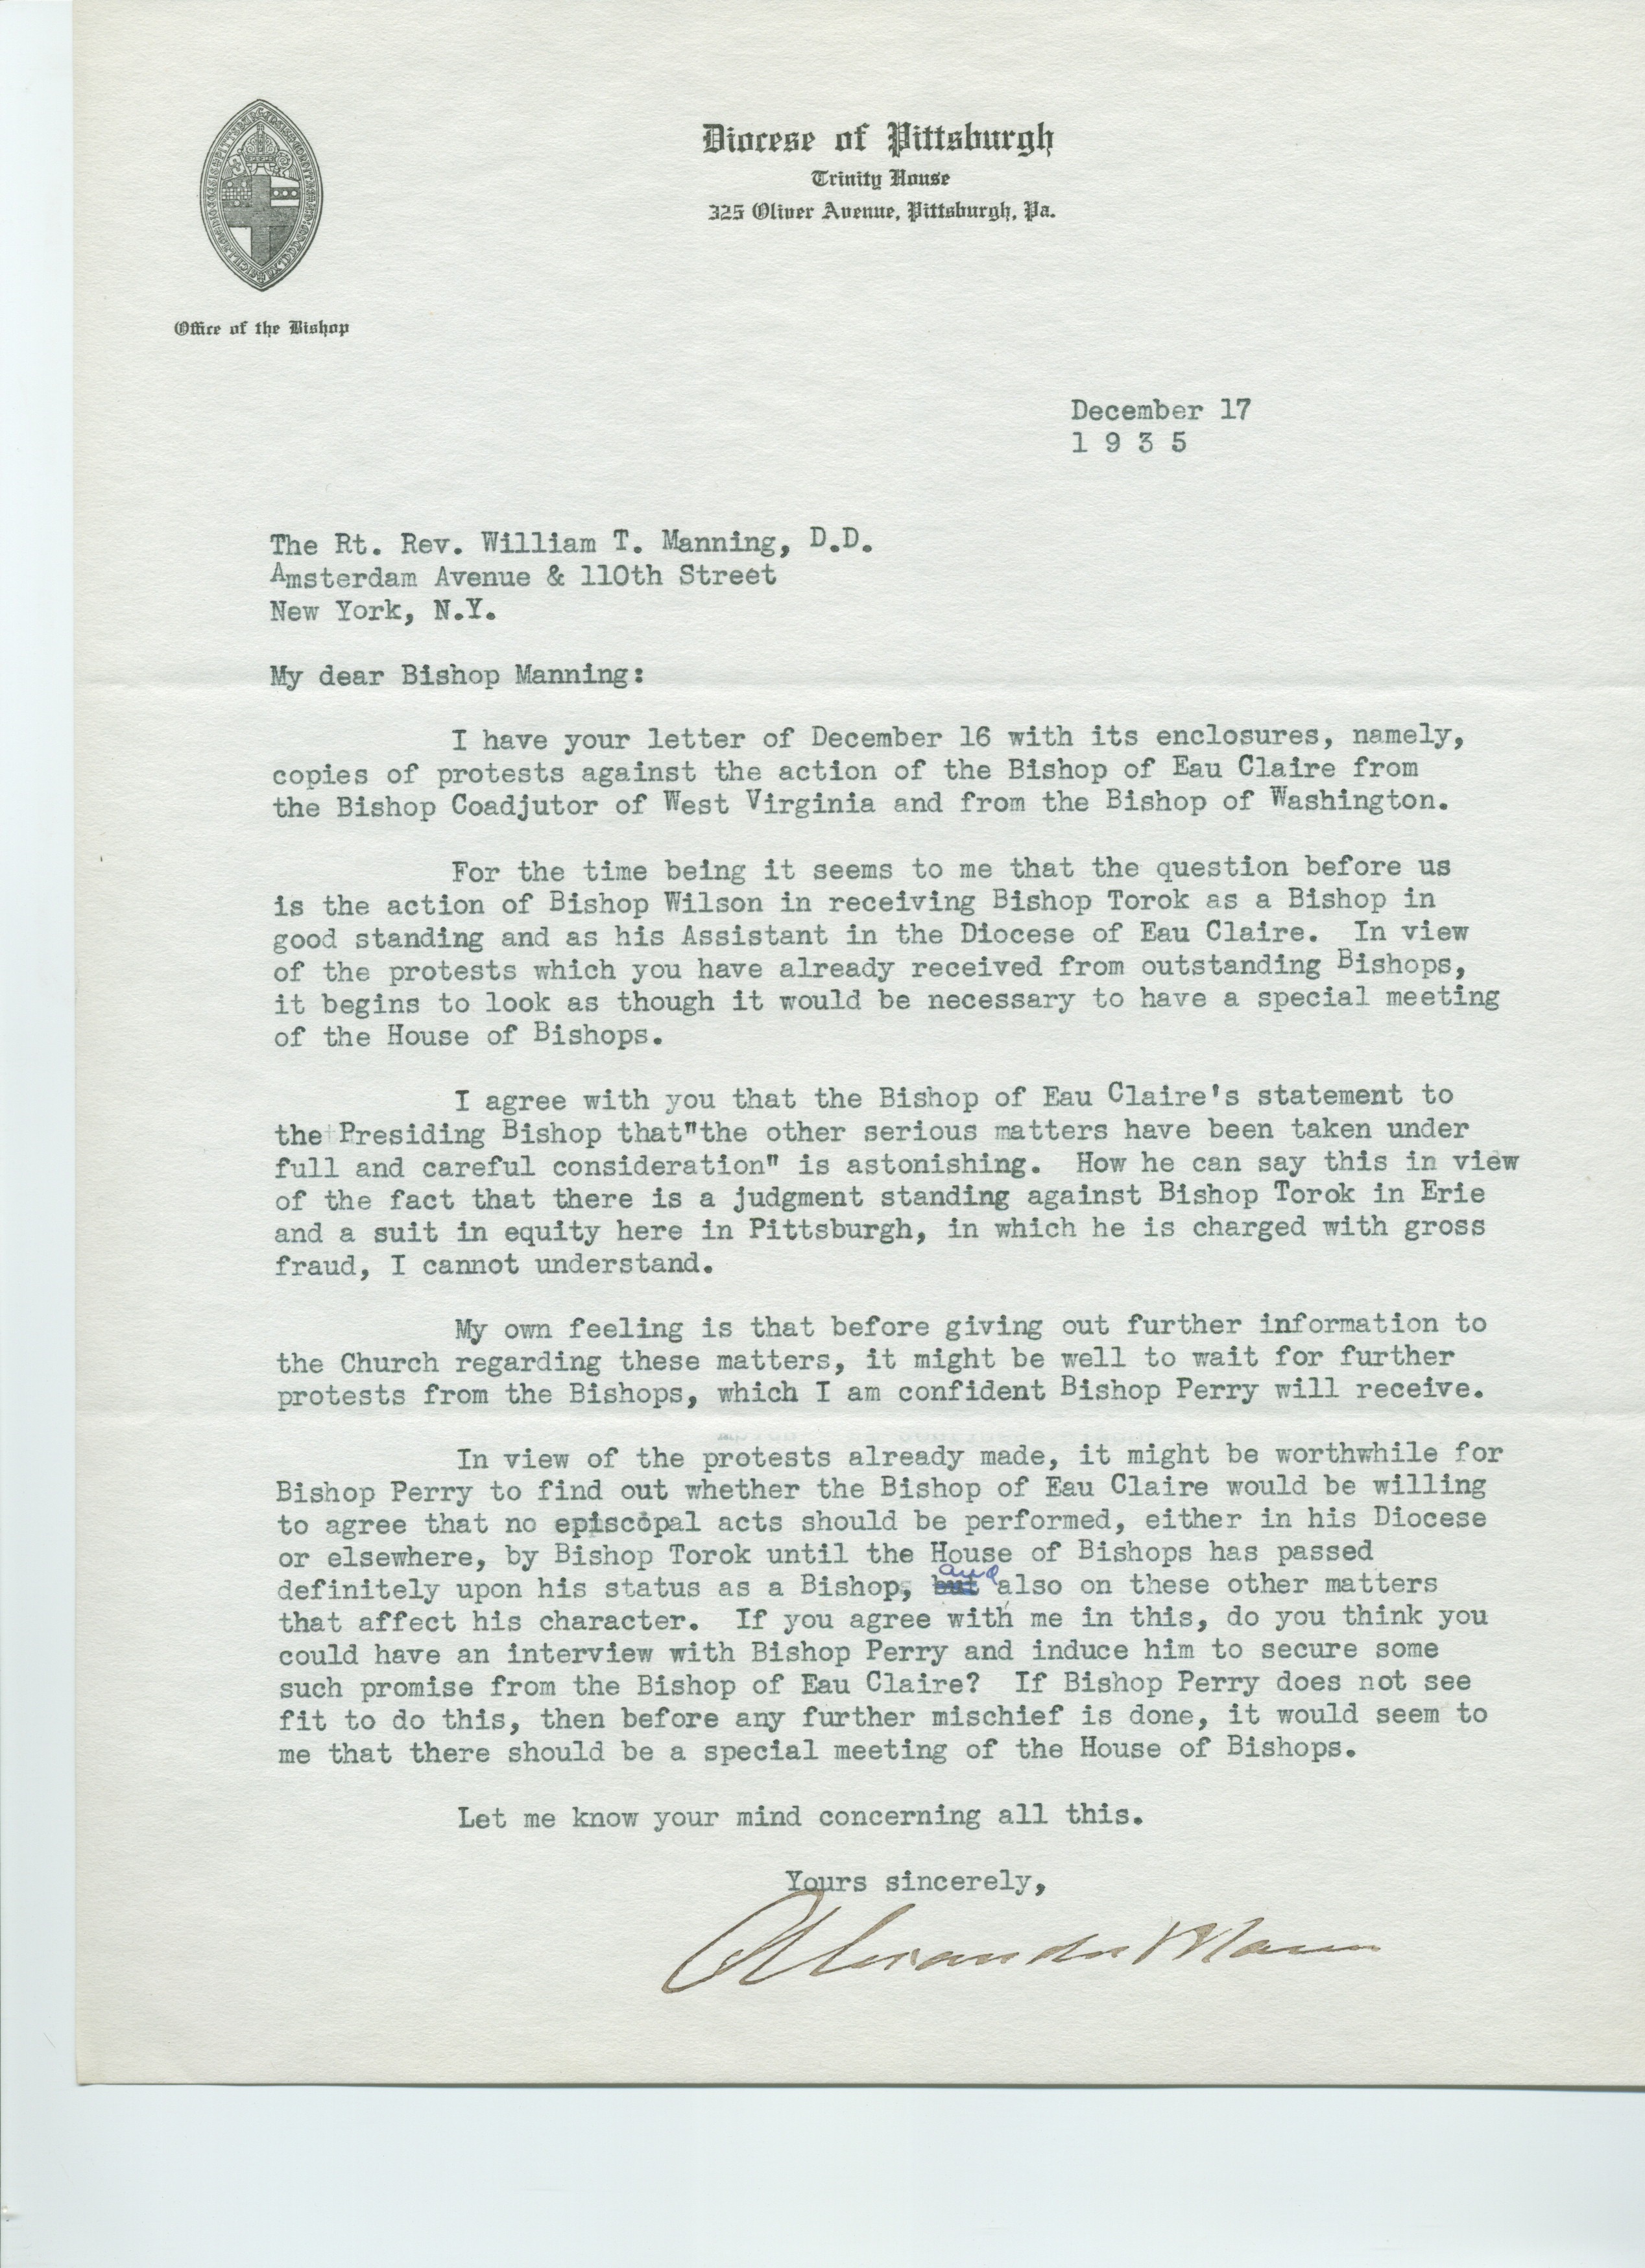 Diocese of Pittsburgh
Trinity House
325 Oliver Avenue, Pittsburgh, Pa.
Office of the Bishop
December 17
1 9 3 5
The Rt. Rev. William T. Manning, D.D.
Amsterdam Avenue & 110th Street
New York, N.Y.
My dear Bishop Manning:
I have your letter of December 16 with its enclosures, namely,
copies of protests against the action of the Bishop of Eau Claire from
the Bishop Coadjutor of West Virginia and from the Bishop of Washington.
For the time being it seems to me that the question before us
is the action of Bishop Wilson in receiving Bishop Torok as a Bishop in
good standing and as his Assistant in the Diocese of Eau Claire. In view
of the protests which you have already received from outstanding Bishops,
it begins to look as though it would be necessary to have a special meeting
of the House of Bishops.
I agree with you that the Bishop of Eau Claire's statement to
the Presiding Bishop that"the other serious matters have been taken under
full and careful consideration" is astonishing. How he can say this in view
of the fact that there is a judgment standing against Bishop Torok in Erie
and a suit in equity here in Pittsburgh, in which he is charged with gross
fraud, I cannot understand.
My own feeling is that before giving out further information to
the Church regarding these matters, it might be well to wait for further
protests from the Bishops, which I am confident Bishop Perry will receive.
In view of the protests already made, it might be worthwhile for
Bishop Perry to find out whether the Bishop of Eau Claire would be willing
to agree that no episcopal acts should be performed, either in his Diocese
or elsewhere, by Bishop Torok until the House of Bishops has passed
definitely upon his status as a Bishop, but and also on these other matters
that affect his character. If you agree with me in this, do you think you
could have an interview with Bishop Perry and induce him to secure some
such promise from the Bishop of Eau Claire? If Bishop Perry does not see
fit to do this, then before any further mischief is done, it would seem to
me that there should be a special meeting of the House of Bishops.
Let me know your mind concerning all this.
Yours sincerely,
Alexander Mann